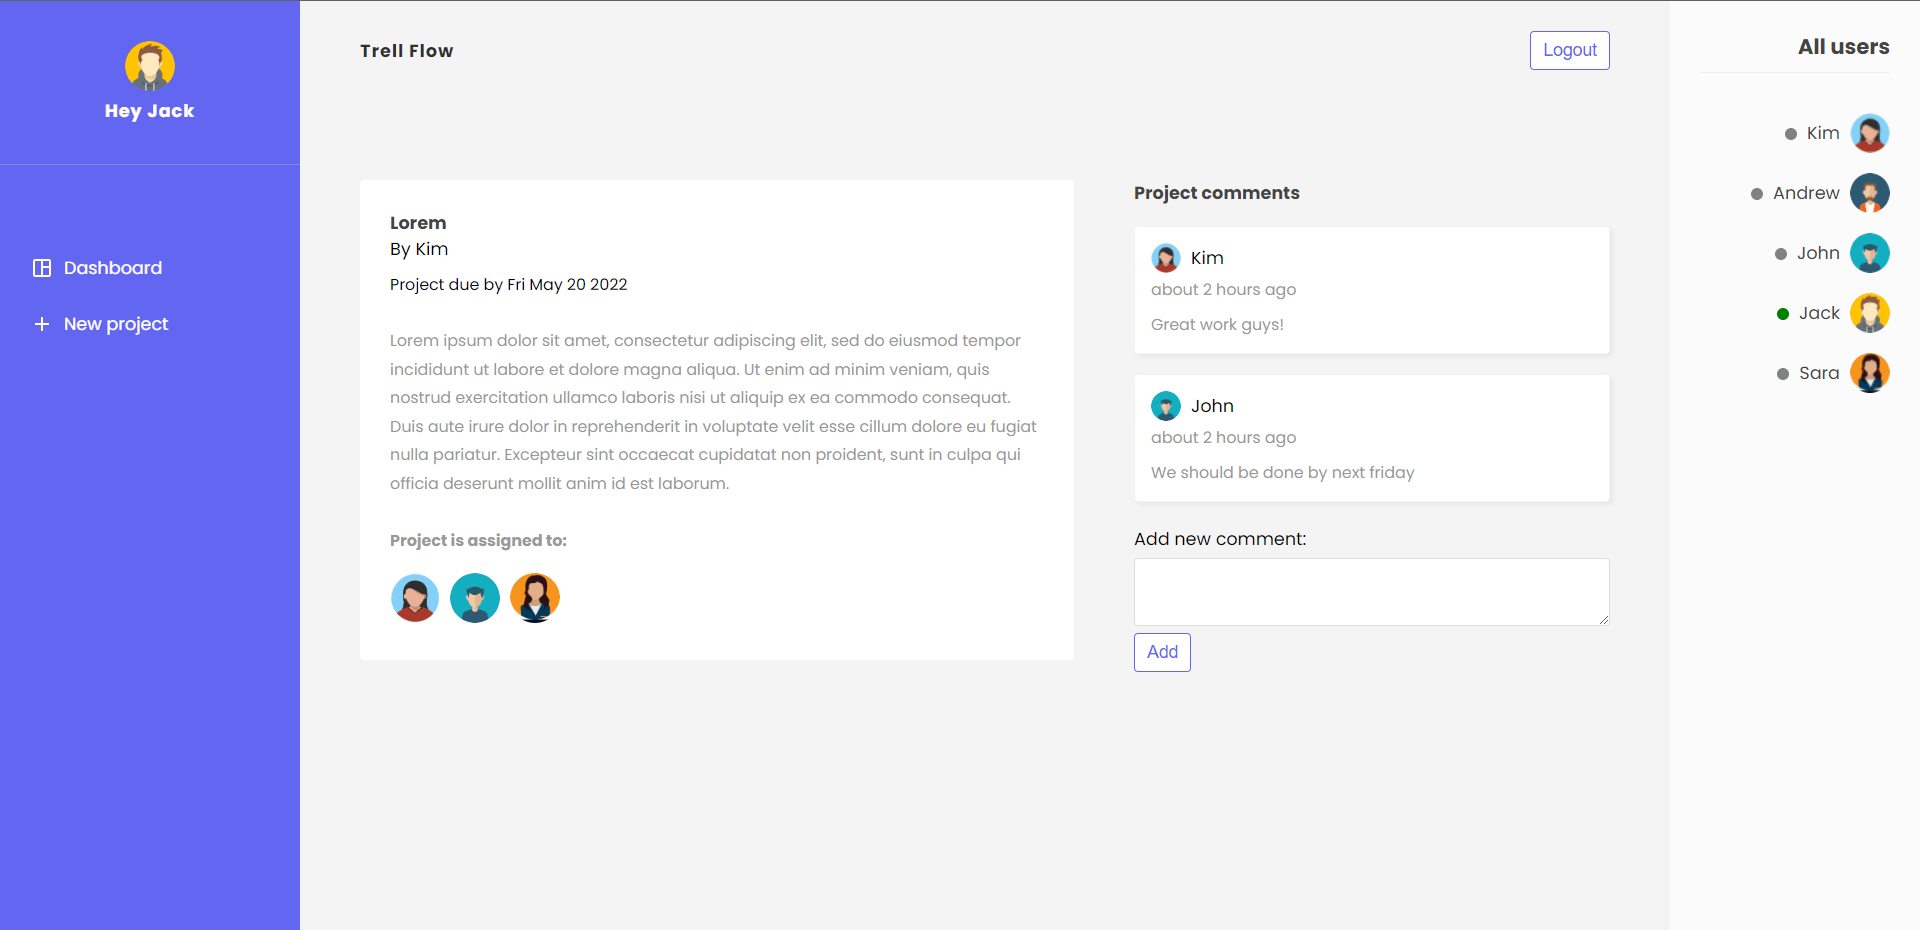 Hey Jack
Dashboard
New project
Trell Flow
Logout
Lorem
By Kim
Project due by Fri May 20 2022
Lorem ipsum dolor sit amet, consectetur adipiscing elit, sed do eiusmod tempor
incididunt ut labore et dolore magna aliqua. Ut enim ad minim veniam, quis
nostrud exercitation ullamco laboris nisi ut aliquip ex ea commodo consequat.
Duis aute irure dolor in reprehenderit in voluptate velit esse cillum dolore eu fugiat
nulla pariatur. Excepteur sint occaecat cupidatat non proident, sunt in culpa qui
officia deserunt mollit anim id est laborum.
Project is assigned to:
Project comments
Kim
about 2 hours ago
Great work guys!
John
about 2 hours ago
We should be done by next friday
Add new comment:
Add
All users
Kim
Andrew
John
Jack
Sara